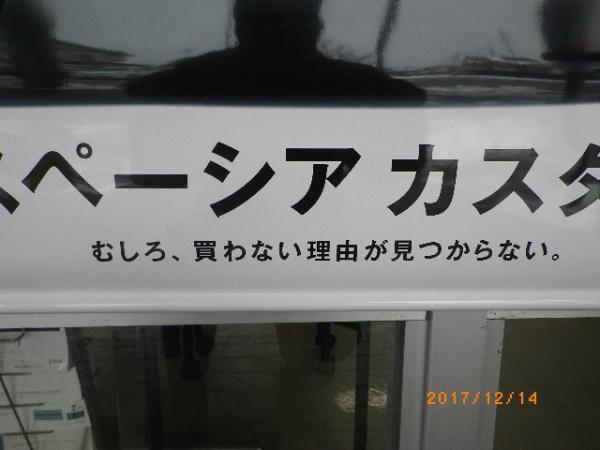 スペーシア カスタ
むしろ、買わない理由が見つからない。
2017/12/14